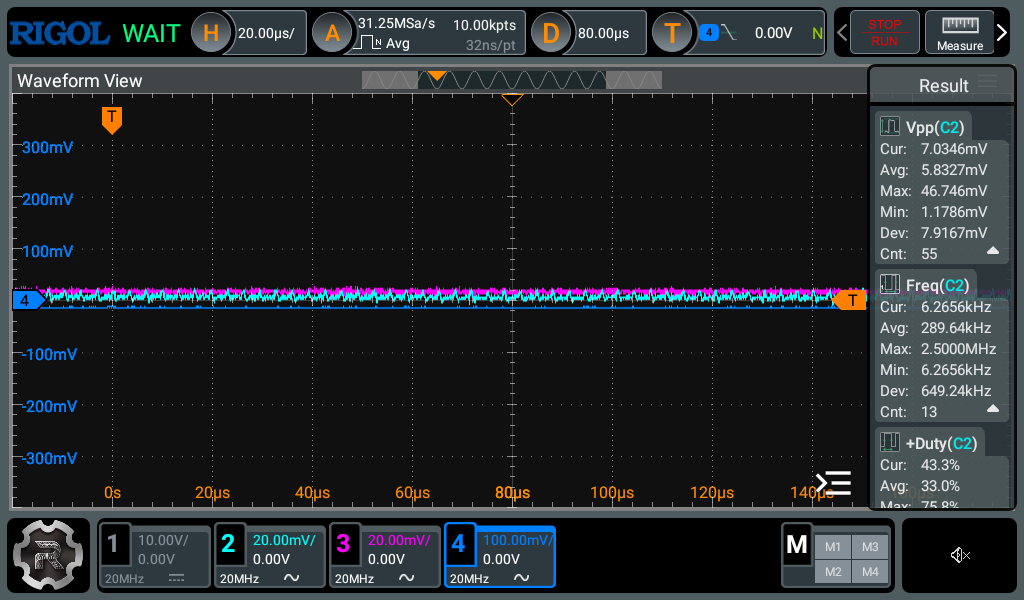 RIGOL WAIT H 20.00µs/ A 31.25MSa/s 10.00kpts D 80.00µs T 4 0.00V N STOP
Avg 32ns/pt RUN Measure
Waveform View Result
T
300mV
200mV
100mV
4 T
-100mV
-200mV
-300mV
0s 20µs 40µs 60µs 80µs 100µs 120µs 140µs
Vpp(C2)
Cur: 7.0346mV
Avg: 5.8327mV
Max: 46.746mV
Min: 1.1786mV
Dev: 7.9167mV
Cnt: 55
Freq(C2)
Cur: 6.2656kHz
Avg: 289.64kHz
Max: 2.5000MHz
Min: 6.2656kHz
Dev: 649.24kHz
Cnt: 13
+Duty(C2)
Cur: 43.3%
Avg: 33.0%
Max: 75.8%
1 10.00V/ 2 20.00mV/ 3 20.00mV/ 4 100.00mV/ M M1 M3
0.00V 0.00V 0.00V 0.00V M2 M4
20MHz 20MHz 20MHz 20MHz
R